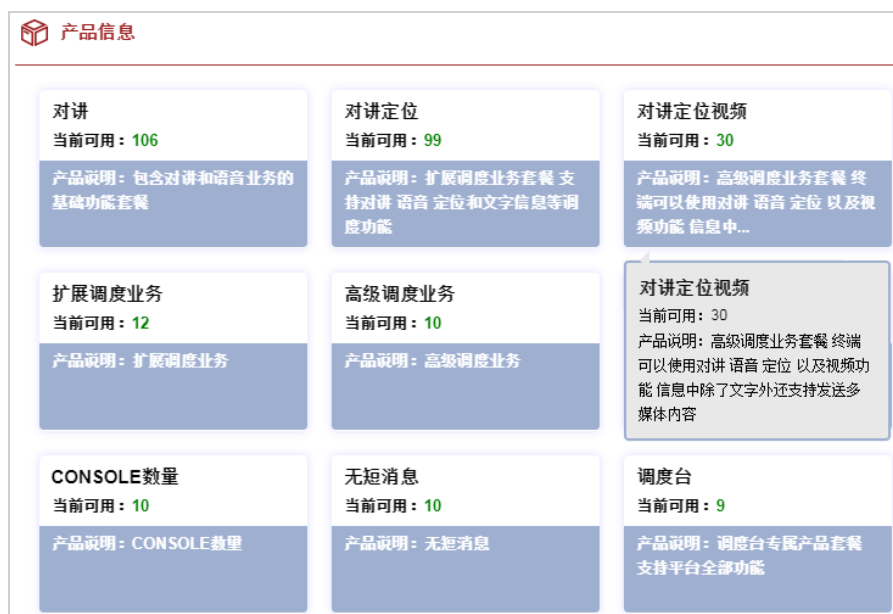 产品信息
对讲
当前可用：106
产品说明：包含对讲和语音业务的
基础功能套餐
对讲定位
当前可用：99
产品说明：扩展调度业务套餐 支
持对讲 语音 定位和文字信息等调
度功能
对讲定位视频
当前可用：30
产品说明：高级调度业务套餐 终
端可以使用对讲 语音 定位 以及视
频功能 信息中...
扩展调度业务
当前可用：12
产品说明：扩展调度业务
高级调度业务
当前可用：10
产品说明：高级调度业务
对讲定位视频
当前可用：30
产品说明：高级调度业务套餐 终端
可以使用对讲 语音 定位 以及视频功
能 信息中除了文字外还支持发送多
媒体内容
CONSOLE数量
当前可用：10
产品说明：CONSOLE数量
无短消息
当前可用：10
产品说明：无短消息
调度台
当前可用：9
产品说明：调度台专属产品套餐
支持平台全部功能